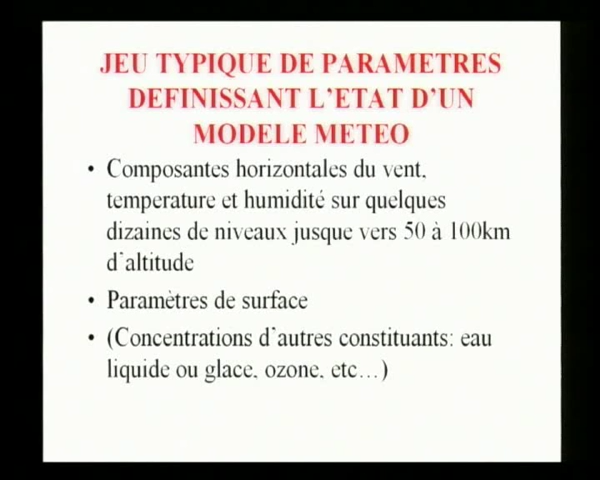 JEU TYPIQUE DE PARAMETRES
DEFINISSANT L'ETAT D'UN
MODELE METEO
• Composantes horizontales du vent,
temperature et humidité sur quelques
dizaines de niveaux jusque vers 50 à 100km
d'altitude
• Paramètres de surface
• (Concentrations d'autres constituants: eau
liquide ou glace, ozone, etc…)